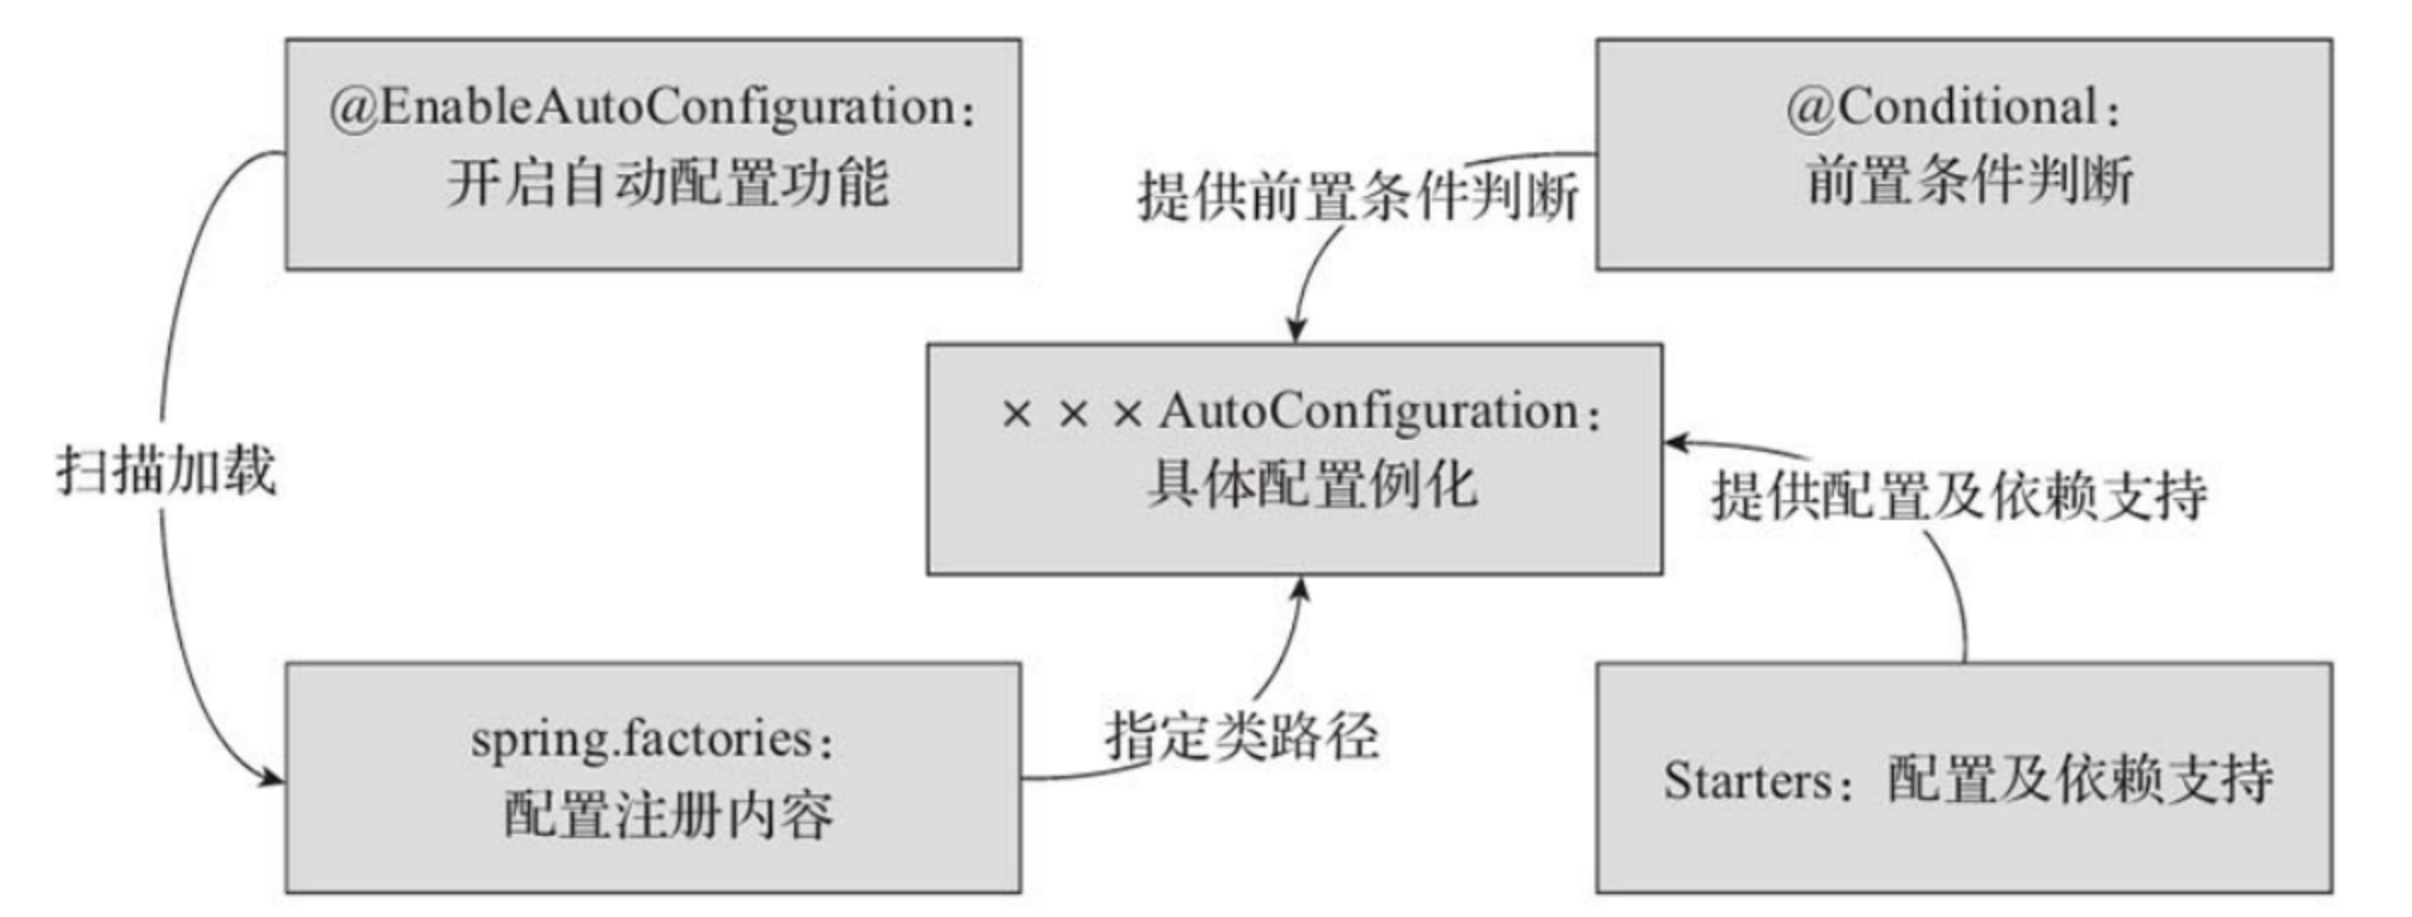 @EnableAutoConfiguration：
开启自动配置功能
@Conditional：
前置条件判断
提供前置条件判断
×××AutoConfiguration：
具体配置例化
扫描加载
提供配置及依赖支持
spring.factories：
配置注册内容
指定类路径
Starters：配置及依赖支持